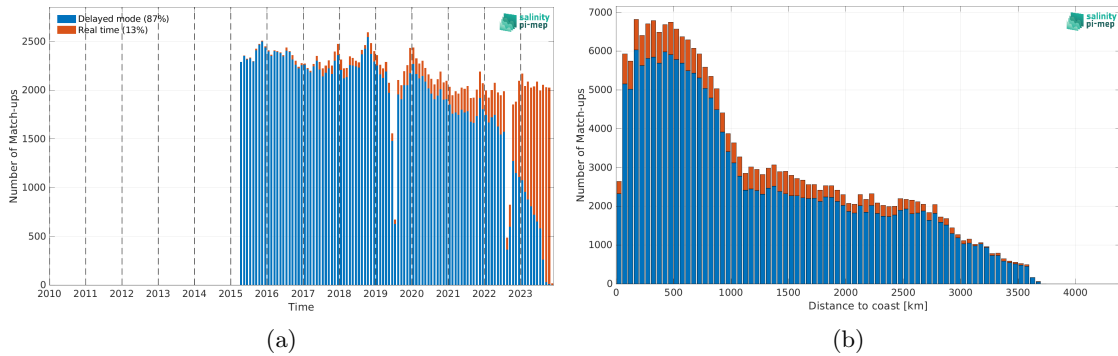 Delayed mode (87%)
Real time (13%)
salinity
pi-mep
Number of Match-ups
2500
2000
1500
1000
500
0
2010 2011 2012 2013 2014 2015 2016 2017 2018 2019 2020 2021 2022 2023
Time
(a)
salinity
pi-mep
Number of Match-ups
7000
6000
5000
4000
3000
2000
1000
0
0 500 1000 1500 2000 2500 3000 3500 4000
Distance to coast [km]
(b)